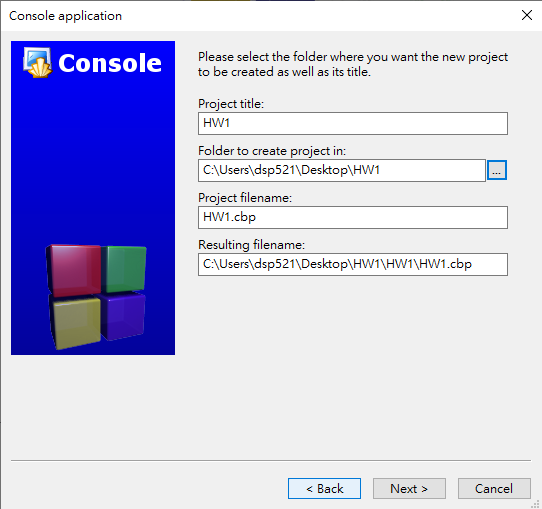 Console application
Console
Please select the folder where you want the new project
to be created as well as its title.
Project title:
HW1
Folder to create project in:
C:\Users\dsp521\Desktop\HW1
...
Project filename:
HW1.cbp
Resulting filename:
C:\Users\dsp521\Desktop\HW1\HW1\HW1.cbp
< Back
Next >
Cancel